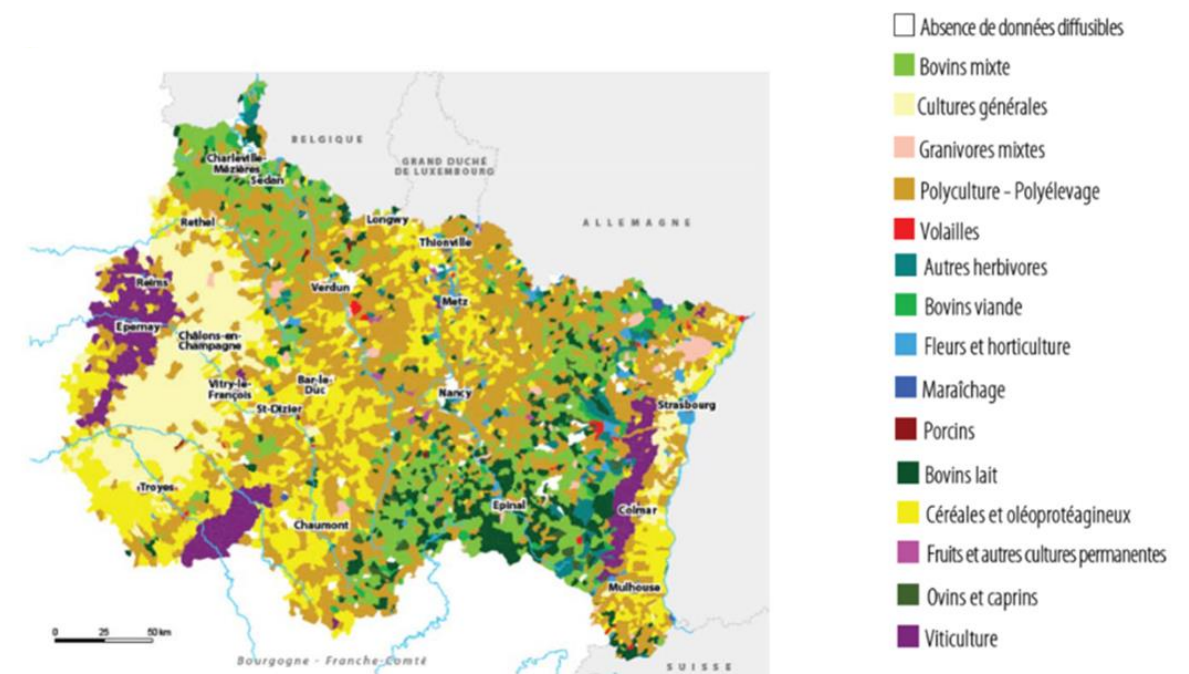 BELGIQUE
GRAND DUCHÉ
DE LUXEMBOURG
ALLEMAGNE
Charleville-
Mézières
Sedan
Rethel
Longwy
Thionville
Reims
Verdun
Metz
Epernay
Châlons-en-
Champagne
Vitry-le-
François
Bar-le-
Duc
St-Dizier
Nancy
Strasbourg
Troyes
Chaumont
Epinal
Colmar
Mulhouse
0 25 50 km
Bourgogne - Franche-Comté
SUISSE
Absence de données diffusibles
Bovins mixte
Cultures générales
Granivores mixtes
Polyculture - Polyélevage
Volailles
Autres herbivores
Bovins viande
Fleurs et horticulture
Maraîchage
Porcins
Bovins lait
Céréales et oléoprotéagineux
Fruits et autres cultures permanentes
Ovins et caprins
Viticulture